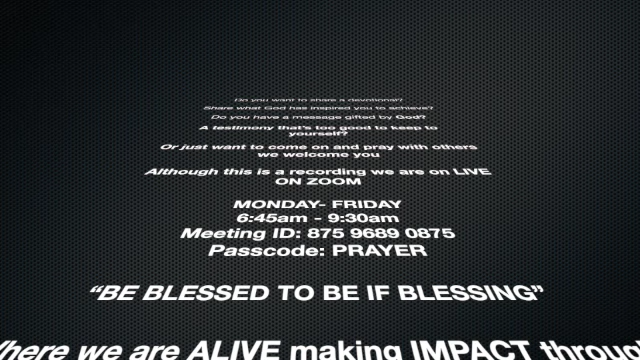 Do you want to share a devotional?
Share what God has inspired you to achieve?
Do you have a message gifted by God?
A testimony that's too good to keep to
yourself?
Or just want to come on and pray with others
we welcome you
Although this is a recording we are on LIVE
ON ZOOM
MONDAY- FRIDAY
6:45am - 9:30am
Meeting ID: 875 9689 0875
Passcode: PRAYER
“BE BLESSED TO BE IF BLESSING”
Where we are ALIVE making IMPACT through